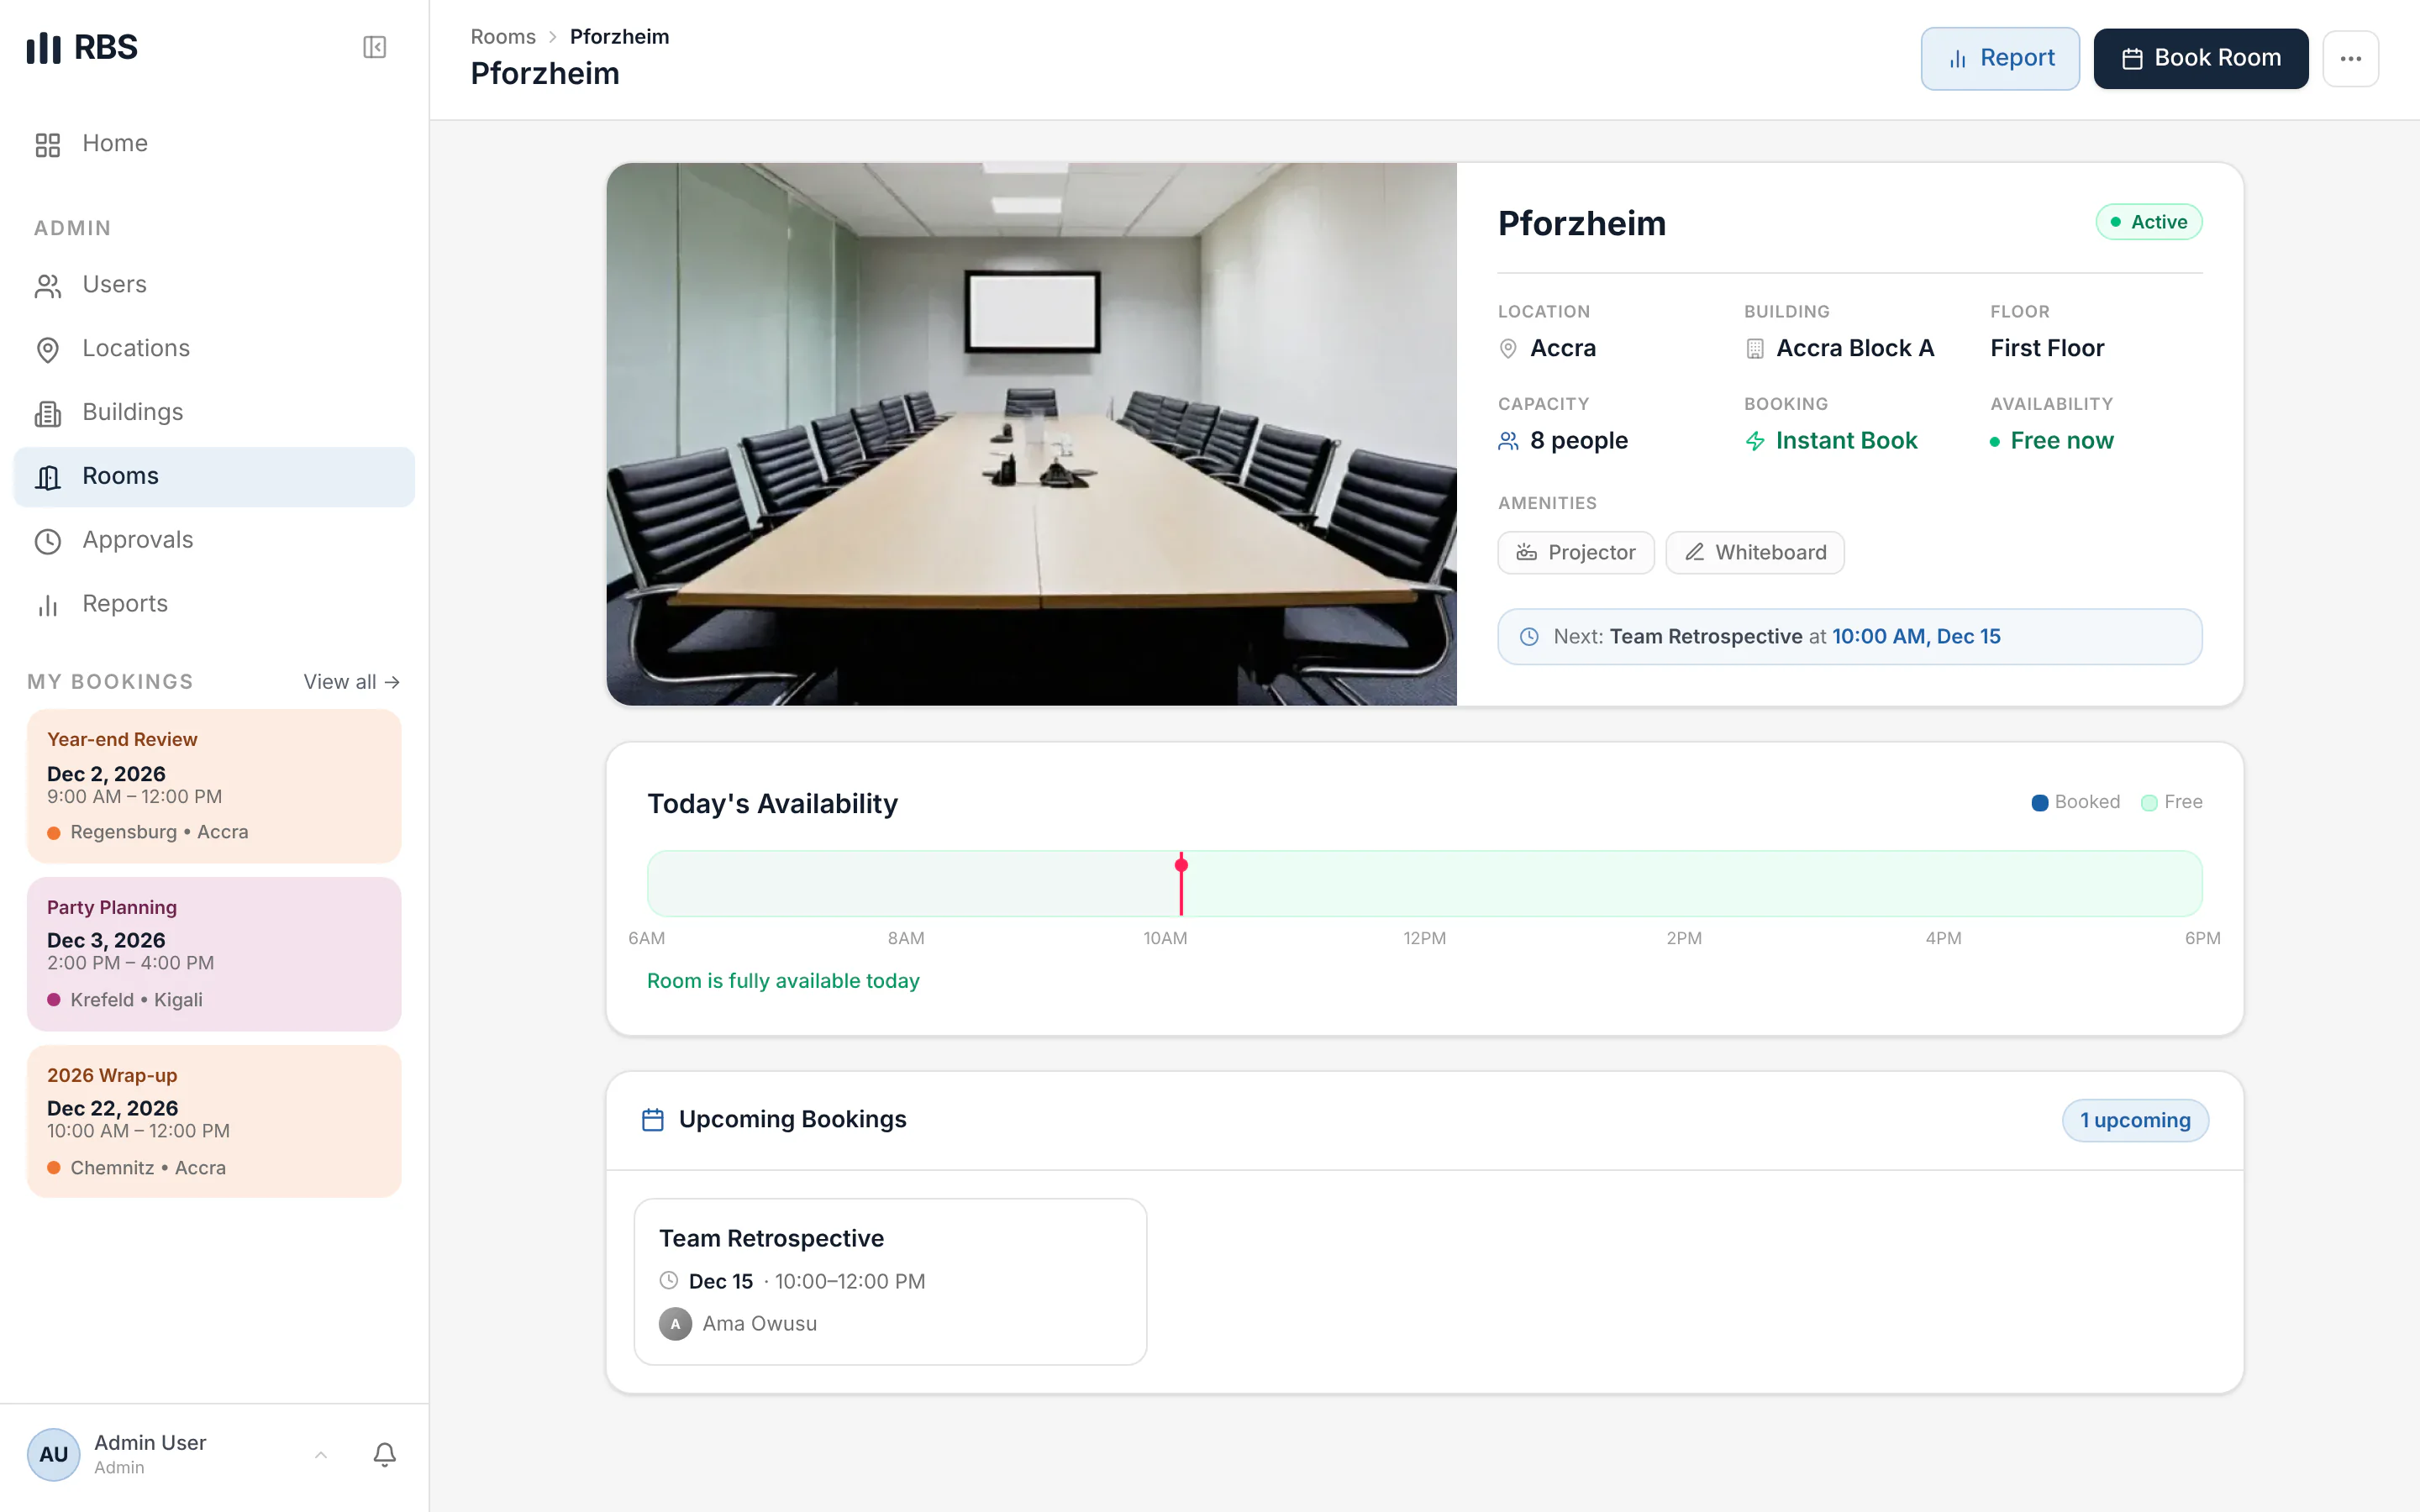 RBS
Home
ADMIN
Users
Locations
Buildings
Rooms
Approvals
Reports
MY BOOKINGS
View all →
Year-end Review
Dec 2, 2026
9:00 AM – 12:00 PM
Regensburg • Accra
Party Planning
Dec 3, 2026
2:00 PM – 4:00 PM
Krefeld • Kigali
2026 Wrap-up
Dec 22, 2026
10:00 AM – 12:00 PM
Chemnitz • Accra
AU
Admin User
Admin
Rooms > Pforzheim
Pforzheim
Report
Book Room
Pforzheim
Active
LOCATION
BUILDING
FLOOR
Accra
Accra Block A
First Floor
CAPACITY
BOOKING
AVAILABILITY
8 people
Instant Book
Free now
AMENITIES
Projector
Whiteboard
Next: Team Retrospective at 10:00 AM, Dec 15
Today's Availability
Booked
Free
6AM
8AM
10AM
12PM
2PM
4PM
6PM
Room is fully available today
Upcoming Bookings
1 upcoming
Team Retrospective
Dec 15 · 10:00–12:00 PM
A
Ama Owusu